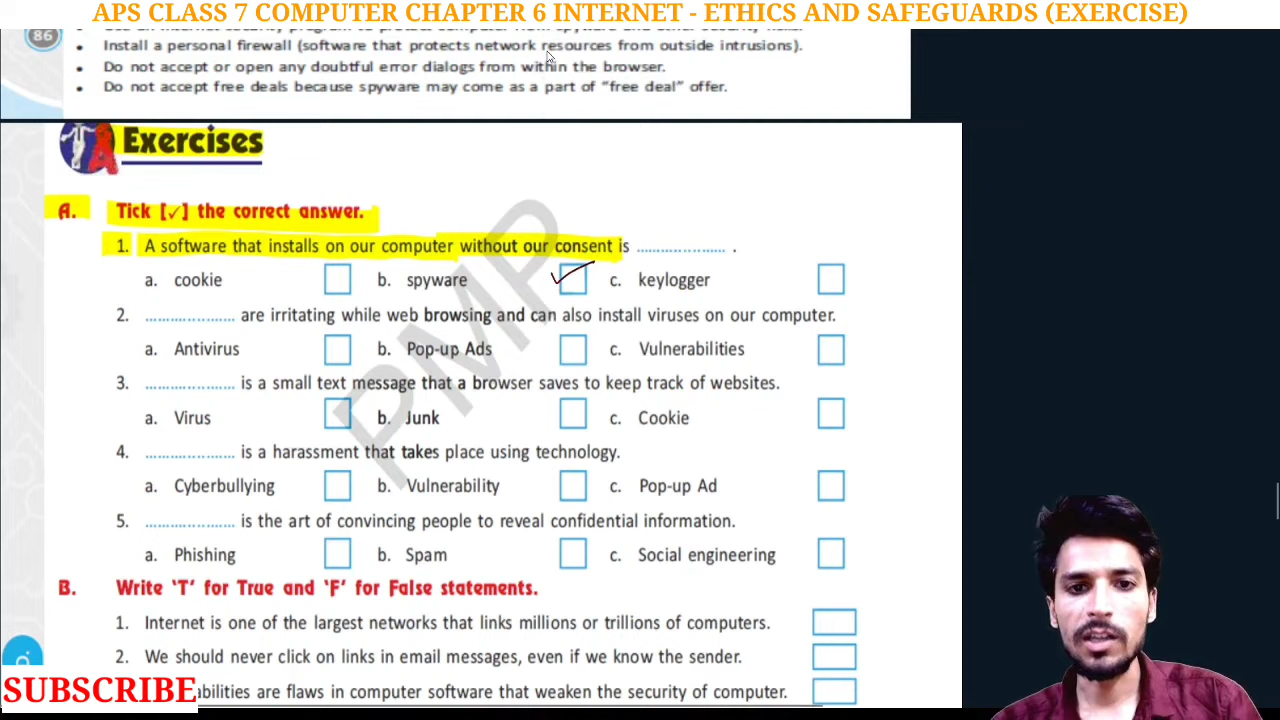 APS CLASS 7 COMPUTER CHAPTER 6 INTERNET - ETHICS AND SAFEGUARDS (EXERCISE)
86
• Install a personal firewall (software that protects network resources from outside intrusions).
• Do not accept or open any doubtful error dialogs from within the browser.
• Do not accept free deals because spyware may come as a part of “free deal” offer.
Exercises
A. Tick [✓] the correct answer.
1. A software that installs on our computer without our consent is ..................... .
a. cookie b. spyware ✓ c. keylogger
2. ..................... are irritating while web browsing and can also install viruses on our computer.
a. Antivirus b. Pop-up Ads c. Vulnerabilities
3. ..................... is a small text message that a browser saves to keep track of websites.
a. Virus b. Junk c. Cookie
4. ..................... is a harassment that takes place using technology.
a. Cyberbullying b. Vulnerability c. Pop-up Ad
5. ..................... is the art of convincing people to reveal confidential information.
a. Phishing b. Spam c. Social engineering
B. Write ‘T’ for True and ‘F’ for False statements.
1. Internet is one of the largest networks that links millions or trillions of computers.
2. We should never click on links in email messages, even if we know the sender.
abilities are flaws in computer software that weaken the security of computer.
PMP
SUBSCRIBE